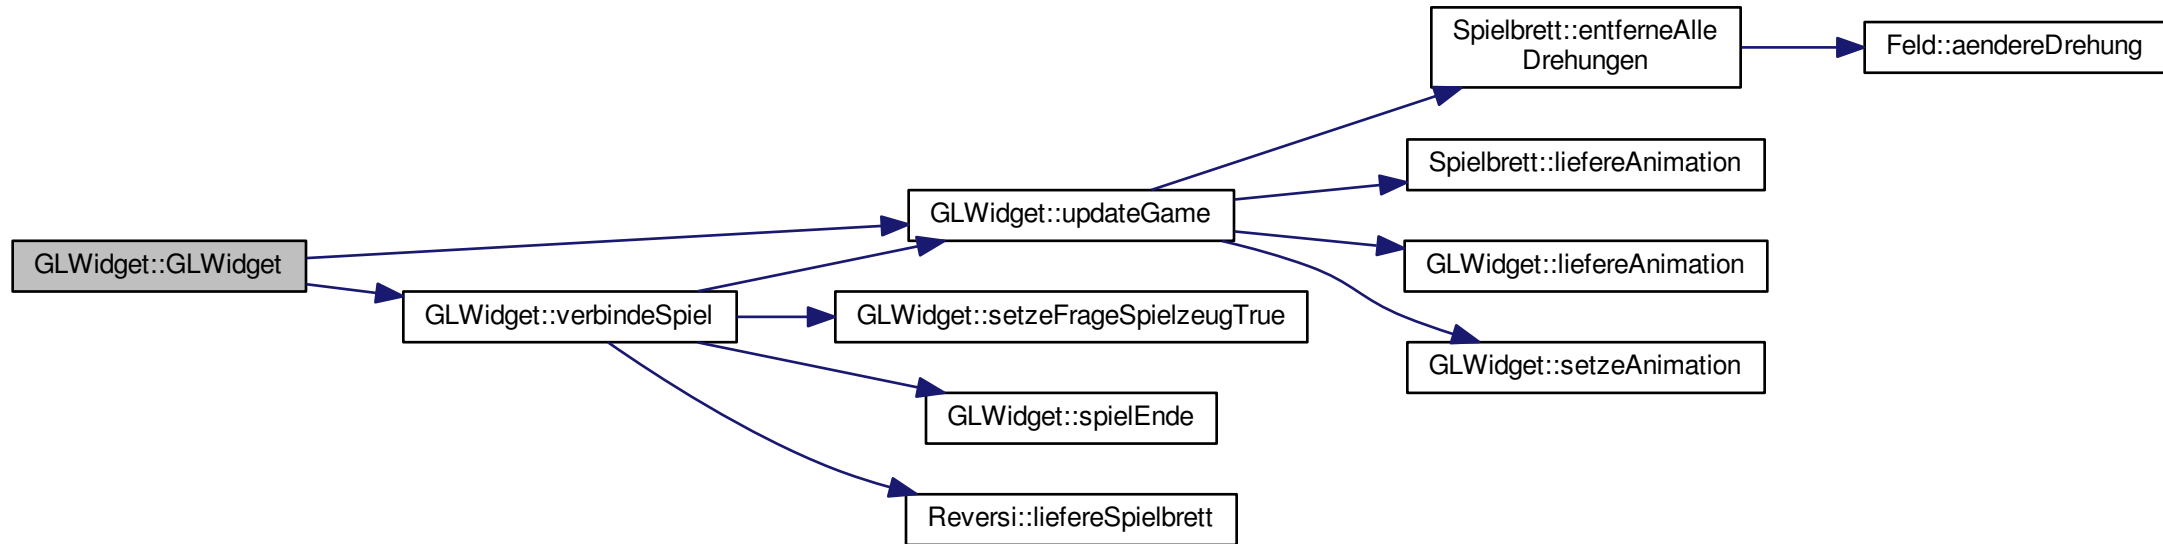 GLWidget::GLWidget
GLWidget::verbindeSpiel
GLWidget::updateGame
GLWidget::setzeFrageSpielzeugTrue
GLWidget::spielEnde
Reversi::liefereSpielbrett
Spielbrett::entferneAlle
Drehungen
Spielbrett::liefereAnimation
GLWidget::liefereAnimation
GLWidget::setzeAnimation
Feld::aendereDrehung